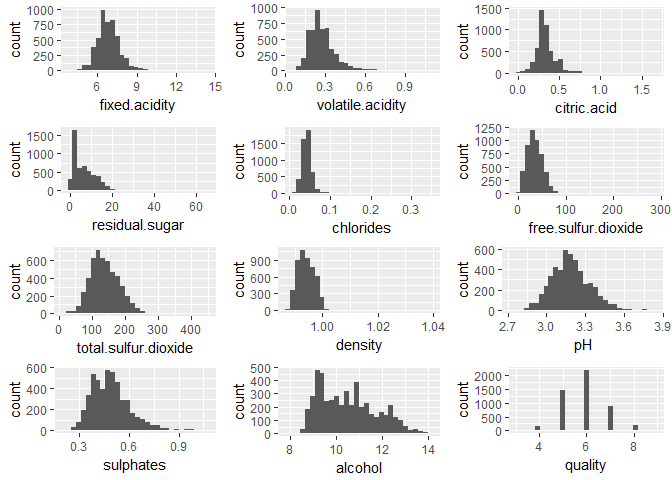 1000
750
500
250
0
count
6 9 12 15
fixed.acidity
1000
750
500
250
0
count
0.0 0.3 0.6 0.9
volatile.acidity
1500
1000
500
0
count
0.0 0.5 1.0 1.5
citric.acid
1500
1000
500
0
count
0 20 40 60
residual.sugar
1500
1000
500
0
count
0.0 0.1 0.2 0.3
chlorides
1250
1000
750
500
250
0
count
0 100 200 300
free.sulfur.dioxide
600
400
200
0
count
0 100 200 300 400
total.sulfur.dioxide
900
600
300
0
count
1.00 1.02 1.04
density
600
400
200
0
count
2.7 3.0 3.3 3.6 3.9
pH
600
400
200
0
count
0.3 0.6 0.9
sulphates
500
400
300
200
100
0
count
8 10 12 14
alcohol
2000
1500
1000
500
0
count
4 6 8
quality